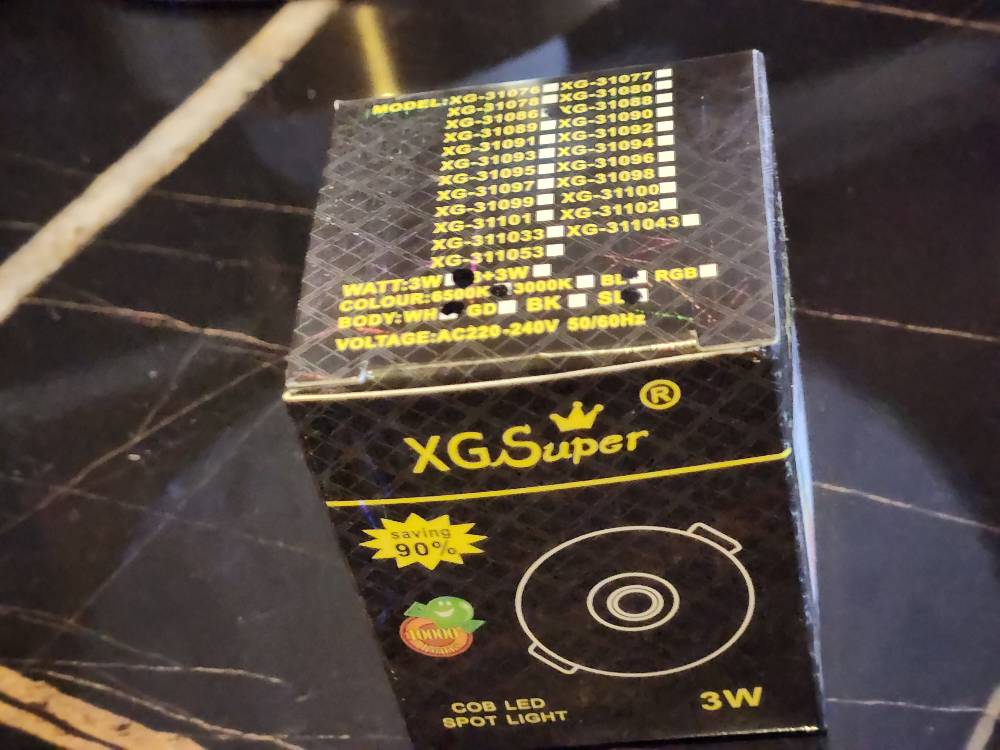 MODEL:XG-31076 XG-31077
XG-31078 XG-31080
XG-31086 XG-31088
XG-31089 XG-31090
XG-31091 XG-31092
XG-31093 XG-31094
XG-31095 XG-31096
XG-31097 XG-31098
XG-31099 XG-31100
XG-31101 XG-31102
XG-311033 XG-311043
XG-311053
WATT:3W 3+3W
COLOUR:6500K 3000K BL RGB
BODY:WH GD BK SL
VOLTAGE:AC220-240V 50/60Hz
XGSuper ®
saving
90%
10000
COB LED
SPOT LIGHT
3W